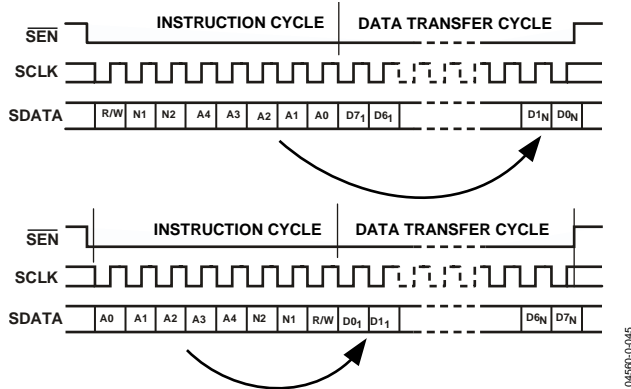 INSTRUCTION CYCLE DATA TRANSFER CYCLE
SEN
SCLK
SDATA R/W N1 N2 A4 A3 A2 A1 A0 D71 D61 D1N D0N
INSTRUCTION CYCLE DATA TRANSFER CYCLE
SEN
SCLK
SDATA A0 A1 A2 A3 A4 N2 N1 R/W D01 D11 D6N D7N
04560-0-045